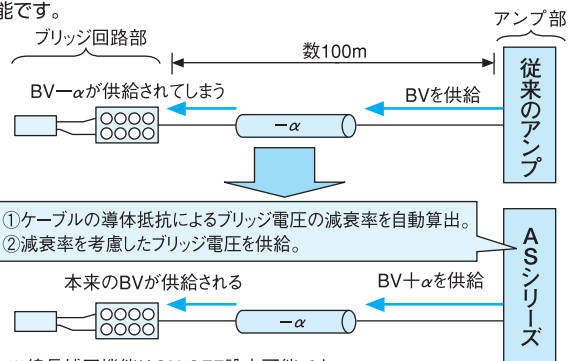 能です。
アンプ部
ブリッジ回路部
数100m
BV－αが供給されてしまう
BVを供給
従来のアンプ
－α
①ケーブルの導体抵抗によるブリッジ電圧の減衰率を自動算出。
②減衰率を考慮したブリッジ電圧を供給。
ASシリーズ
本来のBVが供給される
BV＋αを供給
－α